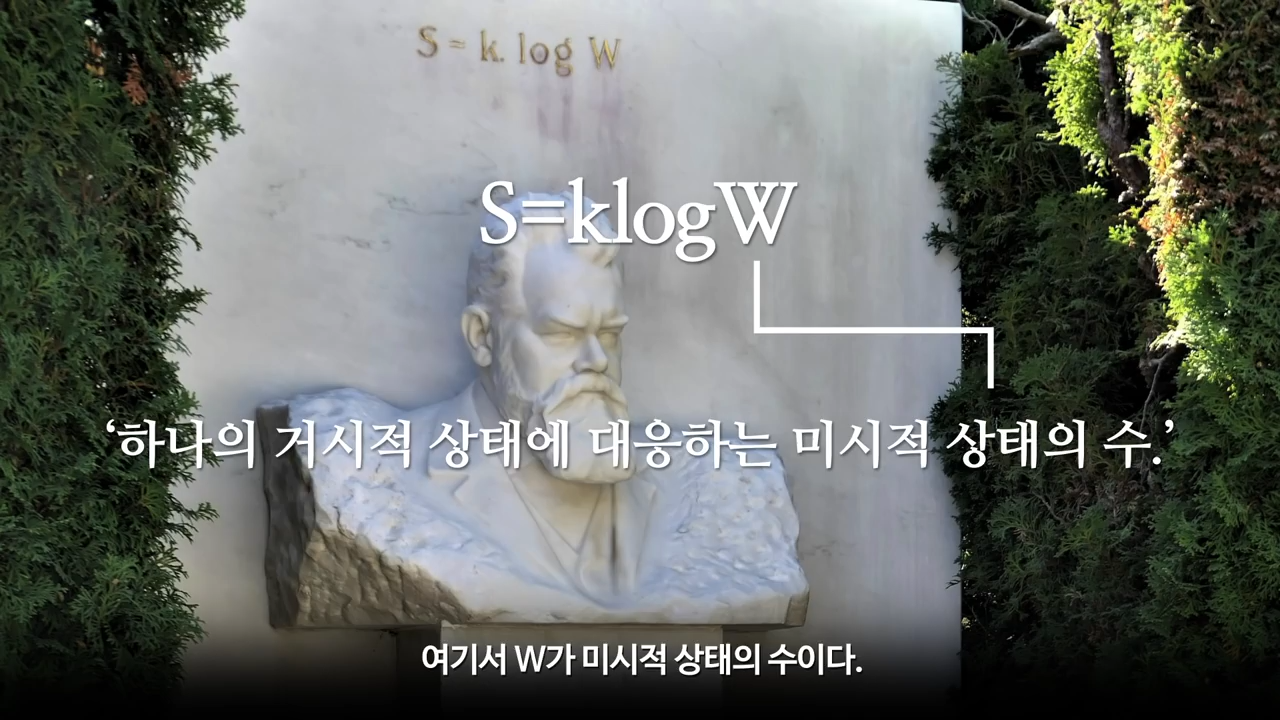 S = k. log W
S=klogW
‘하나의 거시적 상태에 대응하는 미시적 상태의 수.’
여기서 W가 미시적 상태의 수이다.